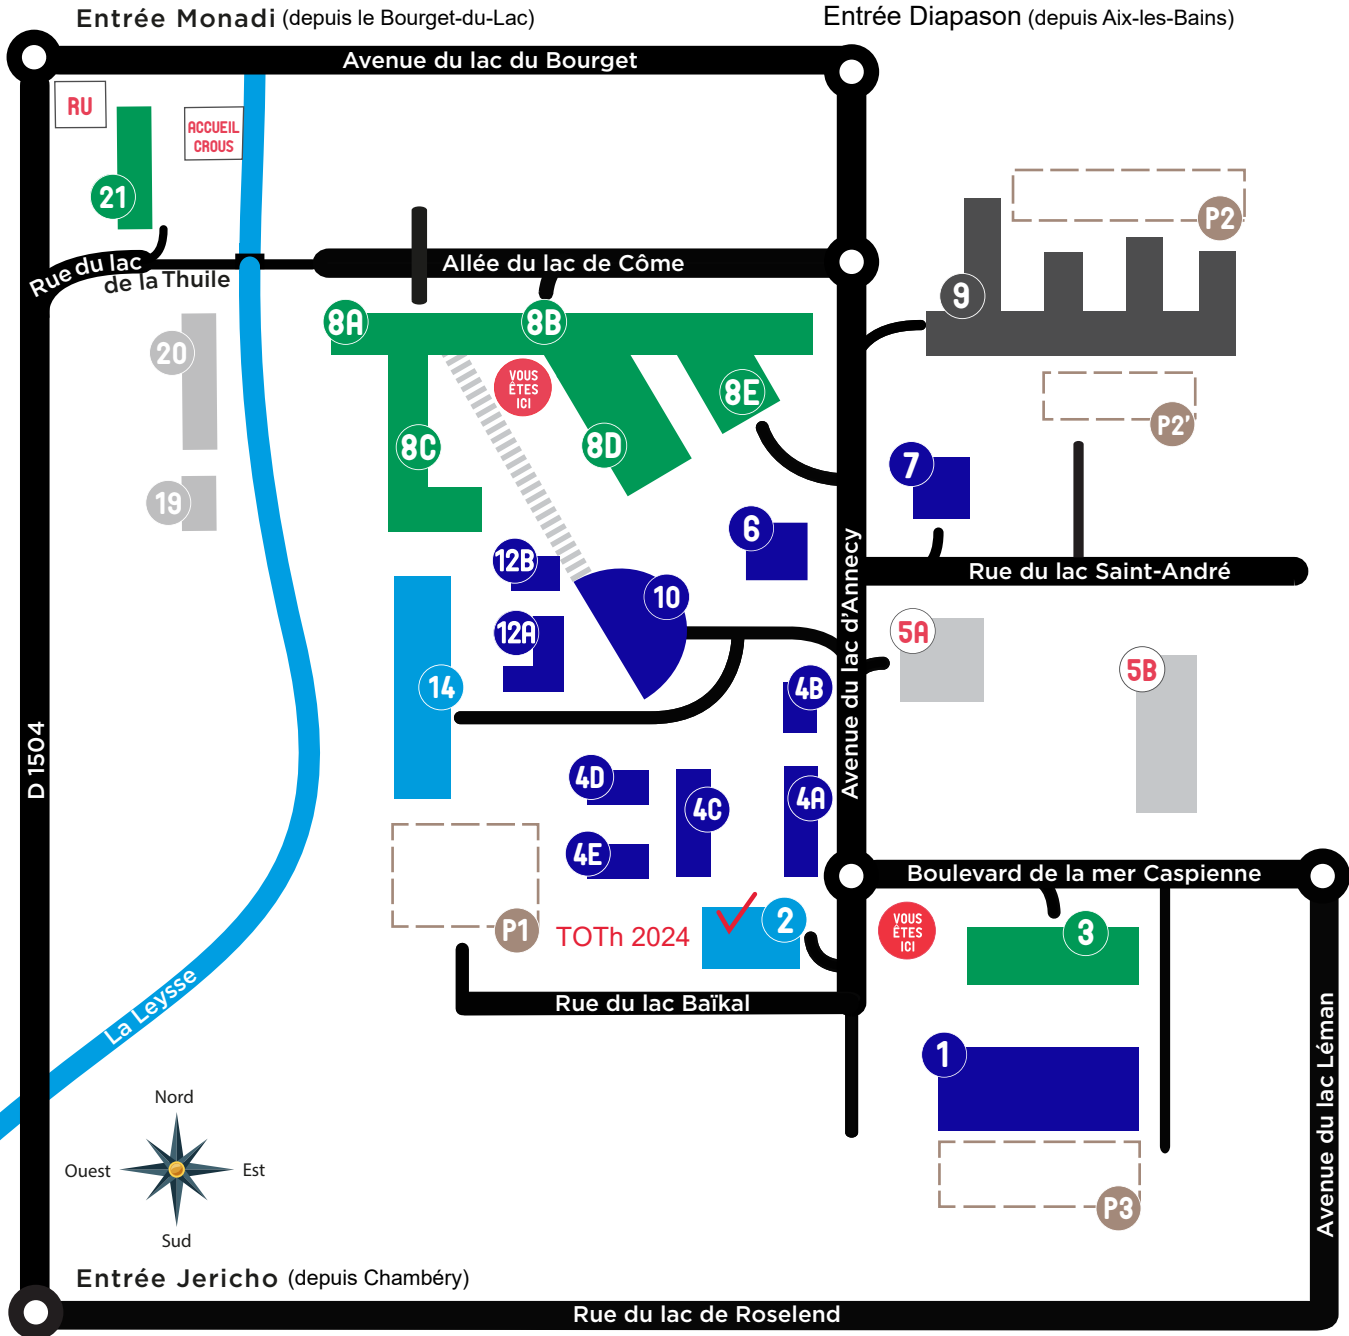 Entrée Monadi (depuis le Bourget-du-Lac)
Entrée Diapason (depuis Aix-les-Bains)
Avenue du lac du Bourget
RU
ACCUEIL
CROUS
21
P2
Rue du lac
de la Thuile
Allée du lac de Côme
9
8A
8B
20
VOUS
ÊTES
ICI
8E
P2'
8C
8D
7
19
6
12B
Rue du lac Saint-André
10
12A
5A
14
4B
5B
Avenue du lac d'Annecy
D 1504
4D
4C
4A
4E
Boulevard de la mer Caspienne
P1
TOTh 2024
2
VOUS
ÊTES
ICI
3
Rue du lac Baïkal
La Leysse
1
Avenue du lac Léman
Nord
Ouest
Est
Sud
P3
Entrée Jericho (depuis Chambéry)
Rue du lac de Roselend